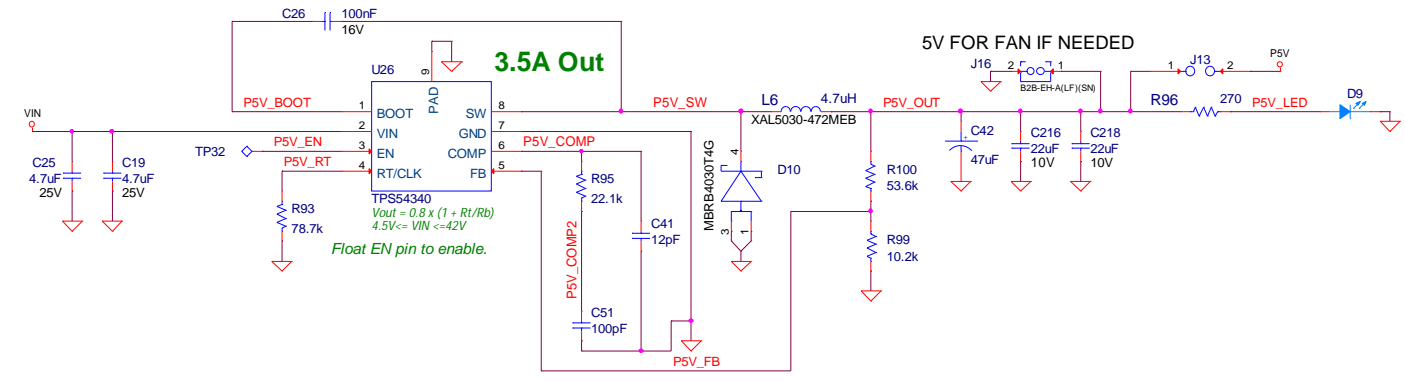 C26
100nF
16V
5V FOR FAN IF NEEDED
3.5A Out
U26
9
PAD
J16
2
1
B2B-EH-A(LF)(SN)
J13
1
2
P5V
P5V_BOOT
1
BOOT
SW
8
P5V_SW
L6
4.7uH
XAL5030-472MEB
P5V_OUT
R96
270
P5V_LED
D9
VIN
2
VIN
GND
7
TP32
P5V_EN
3
EN
COMP
6
P5V_COMP
P5V_RT
4
RT/CLK
FB
5
TPS54340
Vout = 0.8 x (1 + Rt/Rb)
4.5V<= VIN <=42V
Float EN pin to enable.
C25
4.7uF
25V
C19
4.7uF
25V
R93
78.7k
R95
22.1k
P5V_COMP2
C41
12pF
C51
100pF
MBRB4030T4G
4
D10
3
1
R100
53.6k
R99
10.2k
C42
47uF
C216
22uF
10V
C218
22uF
10V
P5V_FB